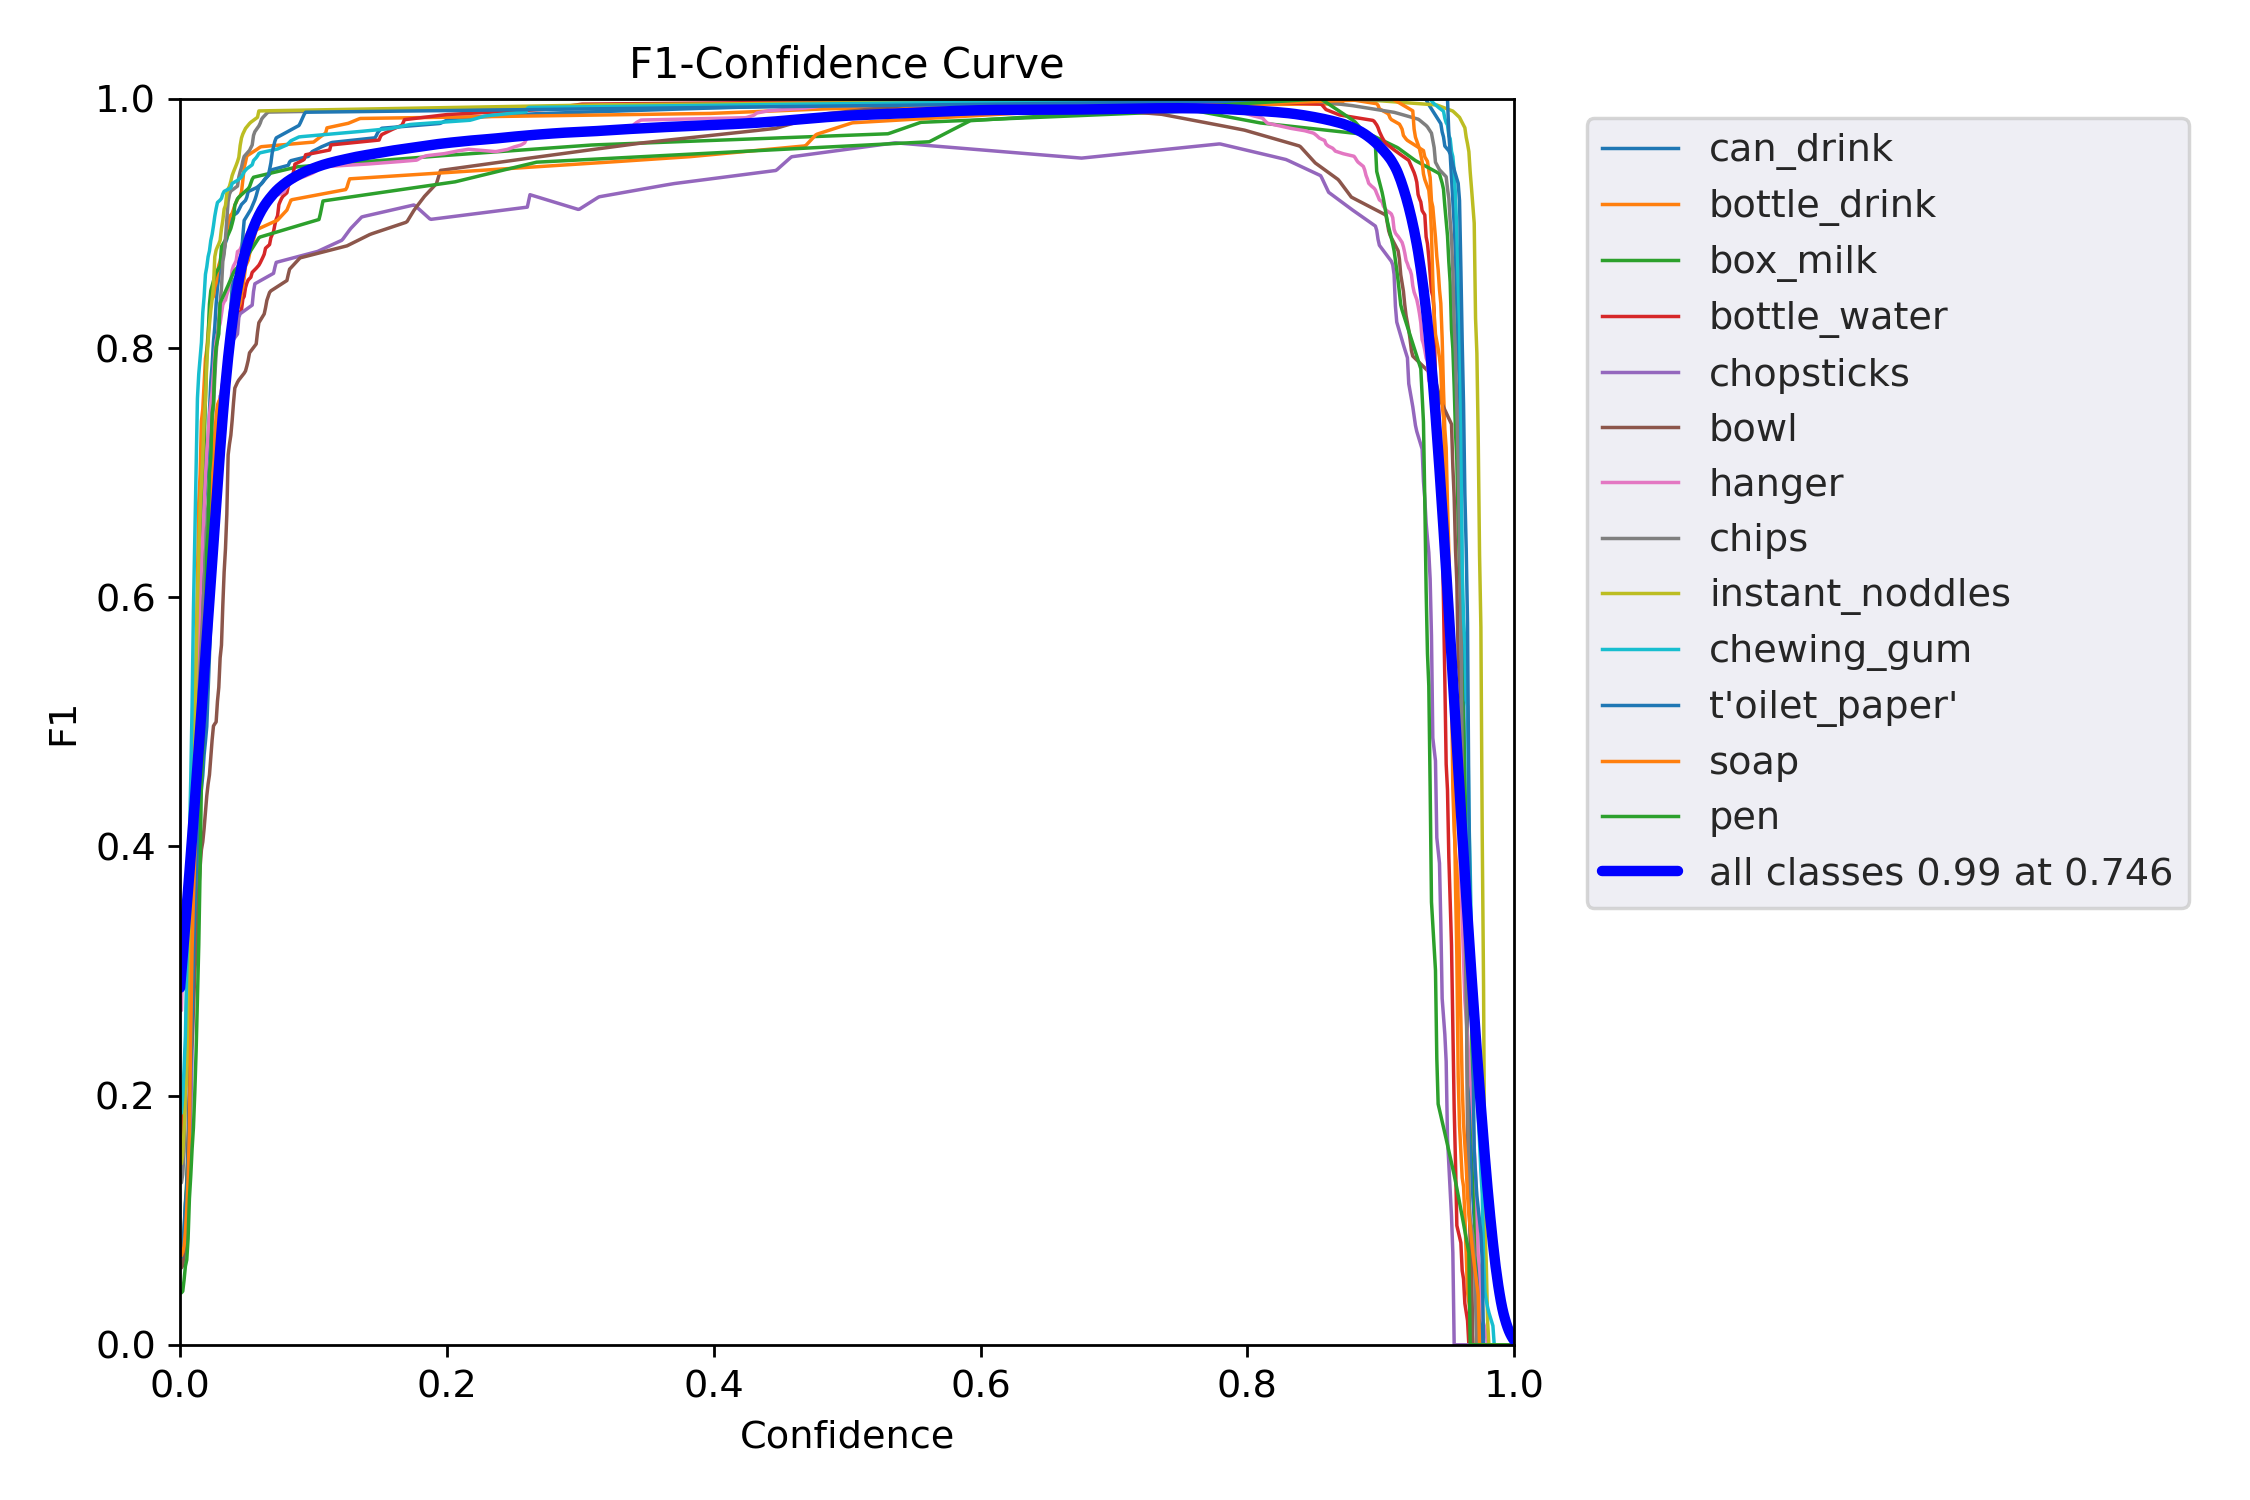 F1-Confidence Curve
1.0
0.8
0.6
0.4
0.2
0.0
F1
0.0 0.2 0.4 0.6 0.8 1.0
Confidence
can_drink
bottle_drink
box_milk
bottle_water
chopsticks
bowl
hanger
chips
instant_noddles
chewing_gum
t'oilet_paper'
soap
pen
all classes 0.99 at 0.746